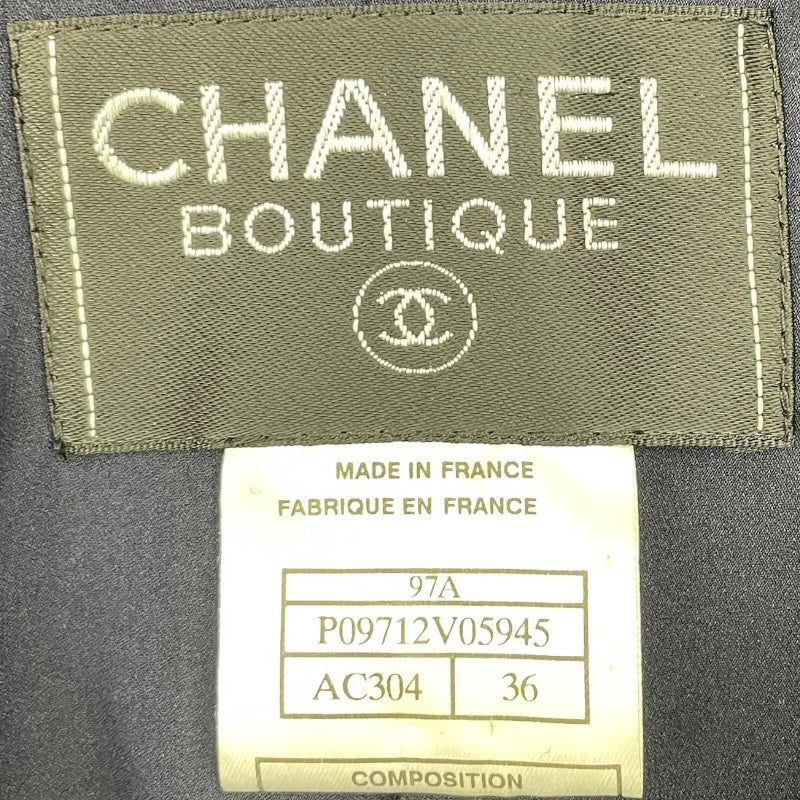 CHANEL
BOUTIQUE
MADE IN FRANCE
FABRIQUE EN FRANCE
97A
P09712V05945
AC304 36
COMPOSITION